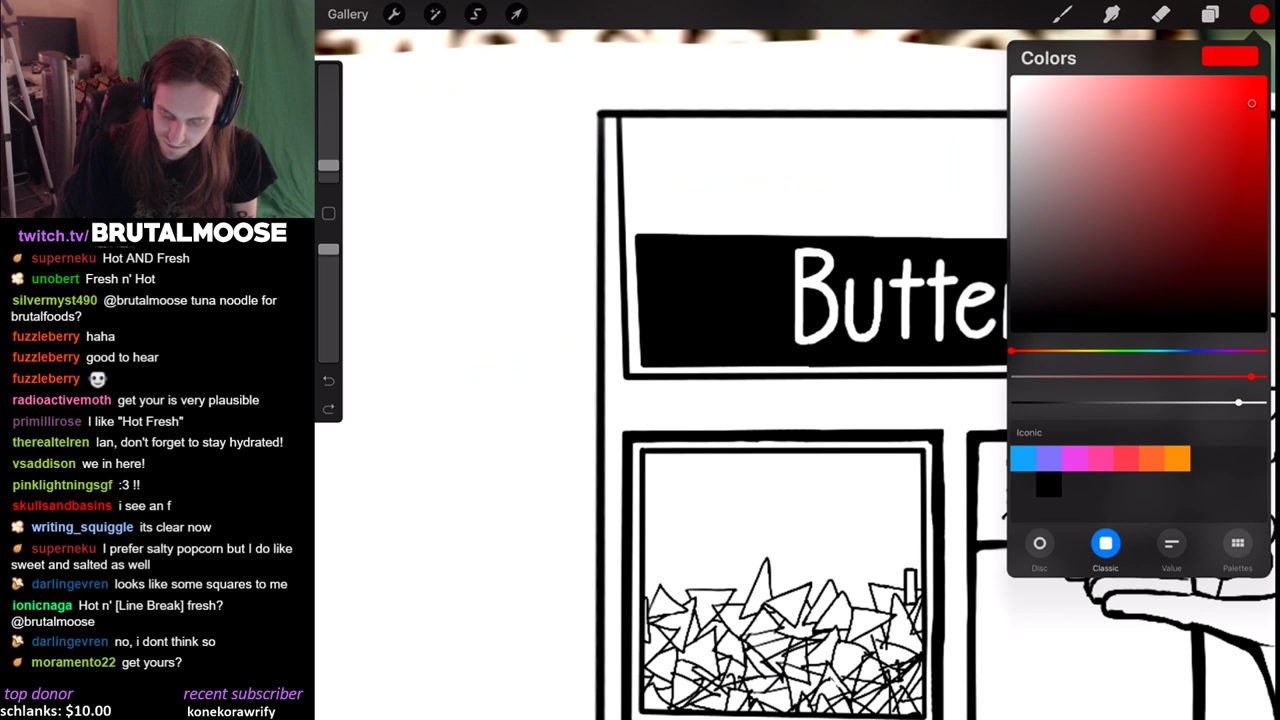 Gallery
Colors
twitch.tv/BRUTALMOOSE
superneku Hot AND Fresh
unobert Fresh n' Hot
silvermyst490 @brutalmoose tuna noodle for
brutalfoods?
fuzzleberry haha
fuzzleberry good to hear
fuzzleberry
radioactivemoth get your is very plausible
primillirose I like "Hot Fresh"
therealtelren Ian, don't forget to stay hydrated!
vsaddison we in here!
pinklightningsgf :3 !!
skullsandbasins i see an f
writing_squiggle its clear now
superneku I prefer salty popcorn but I do like
sweet and salted as well
darlingevren looks like some squares to me
ionicnaga Hot n' [Line Break] fresh?
@brutalmoose
darlingevren no, i dont think so
moramento22 get yours?
top donor
schlanks: $10.00
recent subscriber
konekorawrify
Butte
Iconic
Disc
Classic
Value
Palettes